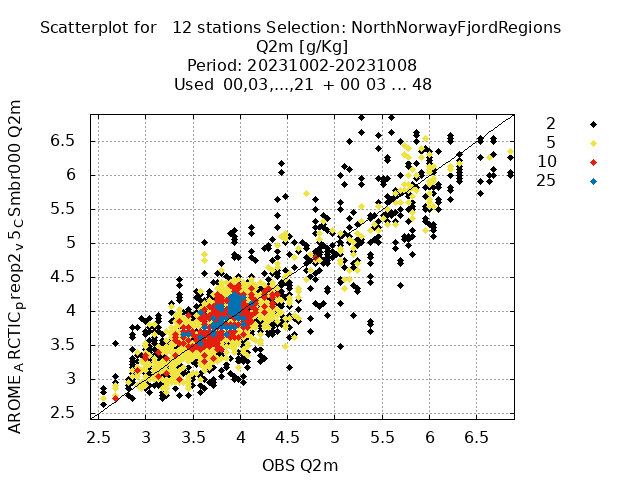 Scatterplot for 12 stations Selection: NorthNorwayFjordRegions
Q2m [g/Kg]
Period: 20231002-20231008
Used 00,03,...,21 + 00 03 ... 48
AROME_ARCTIC_preop2_v5_CSmbr000 Q2m
2
5
10
25
6.5
6
5.5
5
4.5
4
3.5
3
2.5
2.5 3 3.5 4 4.5 5 5.5 6 6.5
OBS Q2m